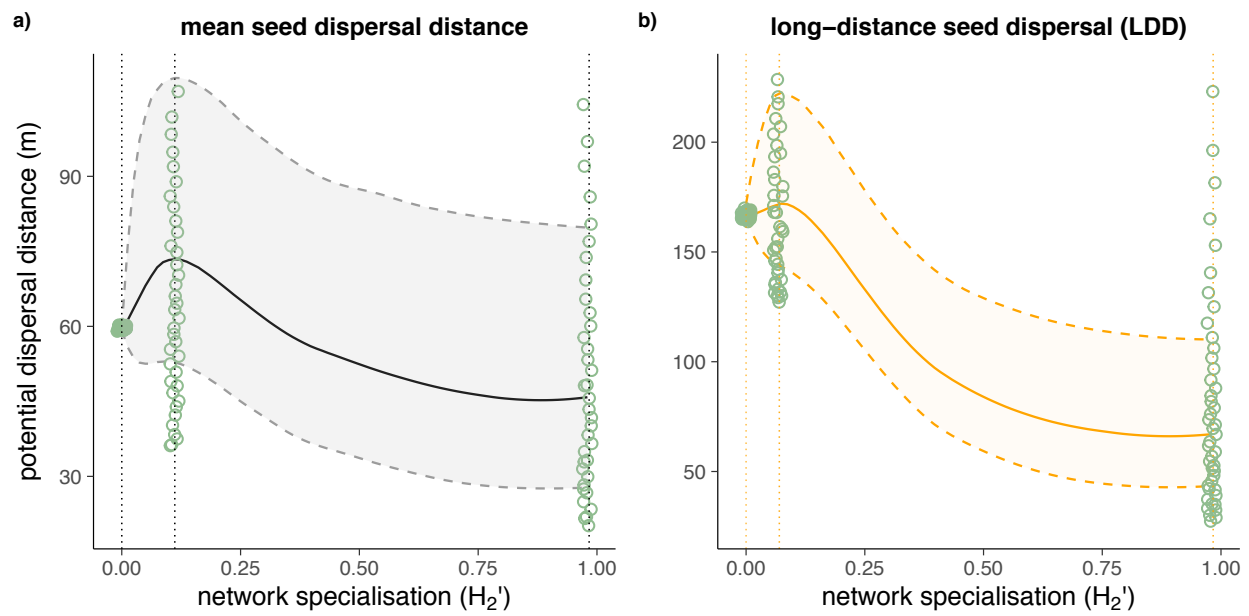 a)
mean seed dispersal distance
potential dispersal distance (m)
90
60
30
0.00 0.25 0.50 0.75 1.00
network specialisation (H₂')
b)
long−distance seed dispersal (LDD)
200
150
100
50
0.00 0.25 0.50 0.75 1.00
network specialisation (H₂')